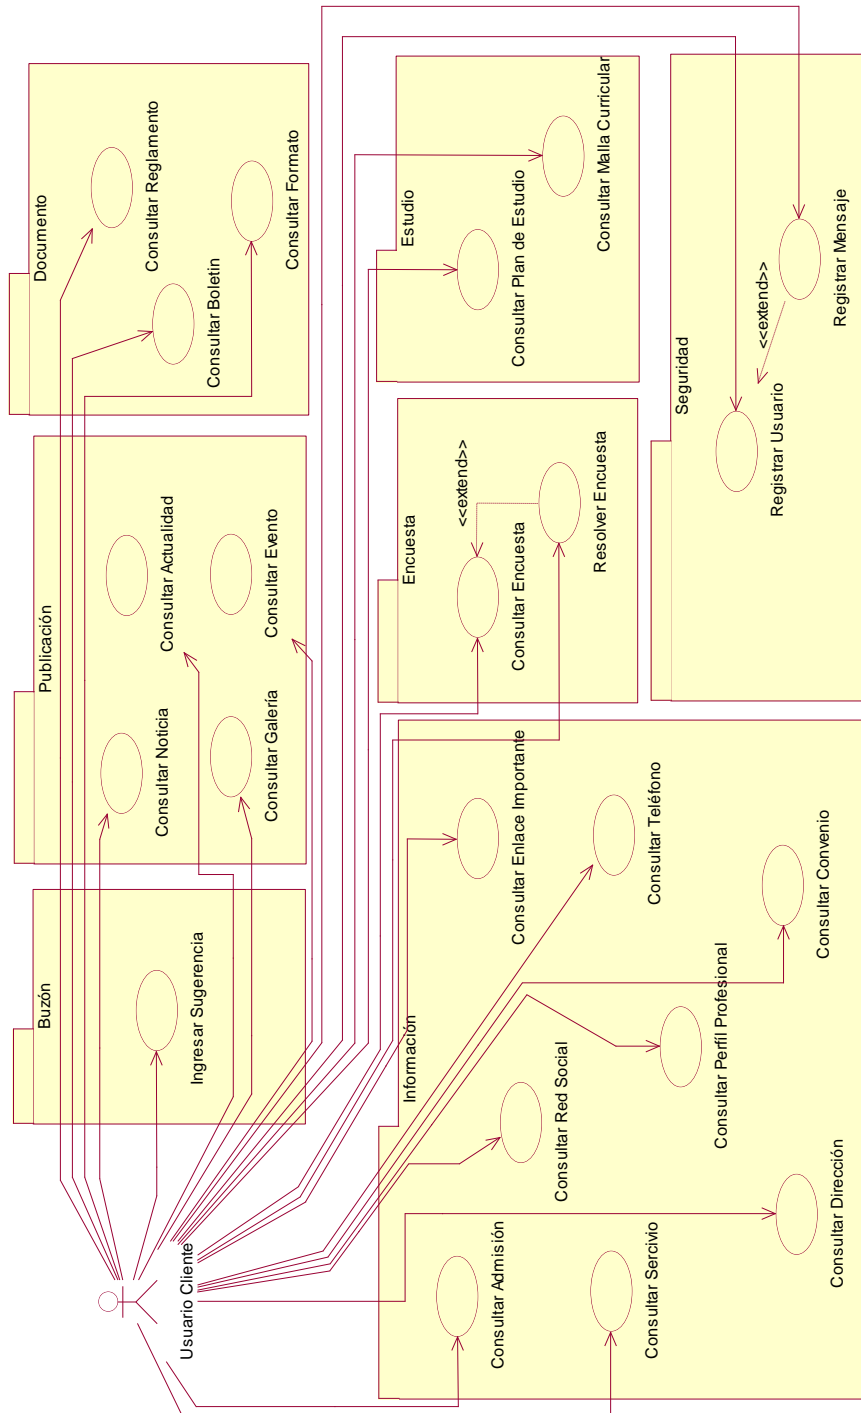 Usuario Cliente
Buzón
Ingresar Sugerencia
Publicación
Consultar Noticia
Consultar Actualidad
Consultar Galería
Consultar Evento
Documento
Consultar Reglamento
Consultar Boletin
Consultar Formato
Información
Consultar Admisión
Consultar Red Social
Consultar Enlace Importante
Consultar Sercivio
Consultar Teléfono
Consultar Perfil Profesional
Consultar Dirección
Consultar Convenio
Encuesta
<<extend>>
Consultar Encuesta
Resolver Encuesta
Estudio
Consultar Plan de Estudio
Consultar Malla Curricular
Seguridad
Registrar Usuario
<<extend>>
Registrar Mensaje